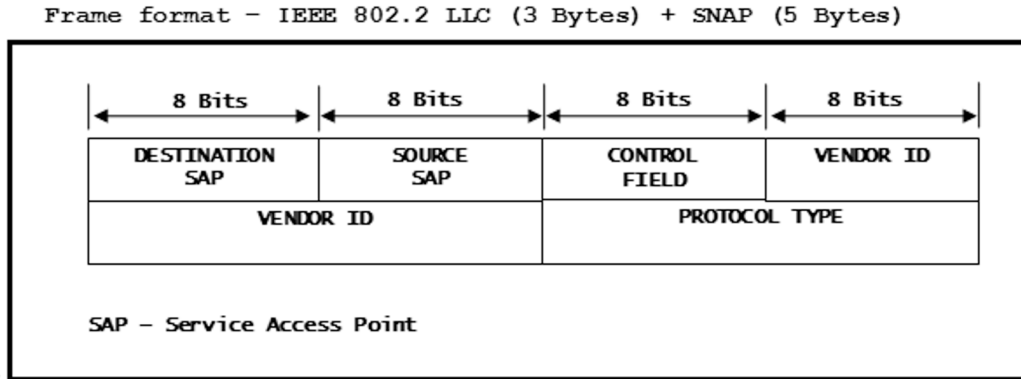 Frame format - IEEE 802.2 LLC (3 Bytes) + SNAP (5 Bytes)
8 Bits 8 Bits 8 Bits 8 Bits
DESTINATION SAP SOURCE SAP CONTROL FIELD VENDOR ID
VENDOR ID PROTOCOL TYPE
SAP - Service Access Point